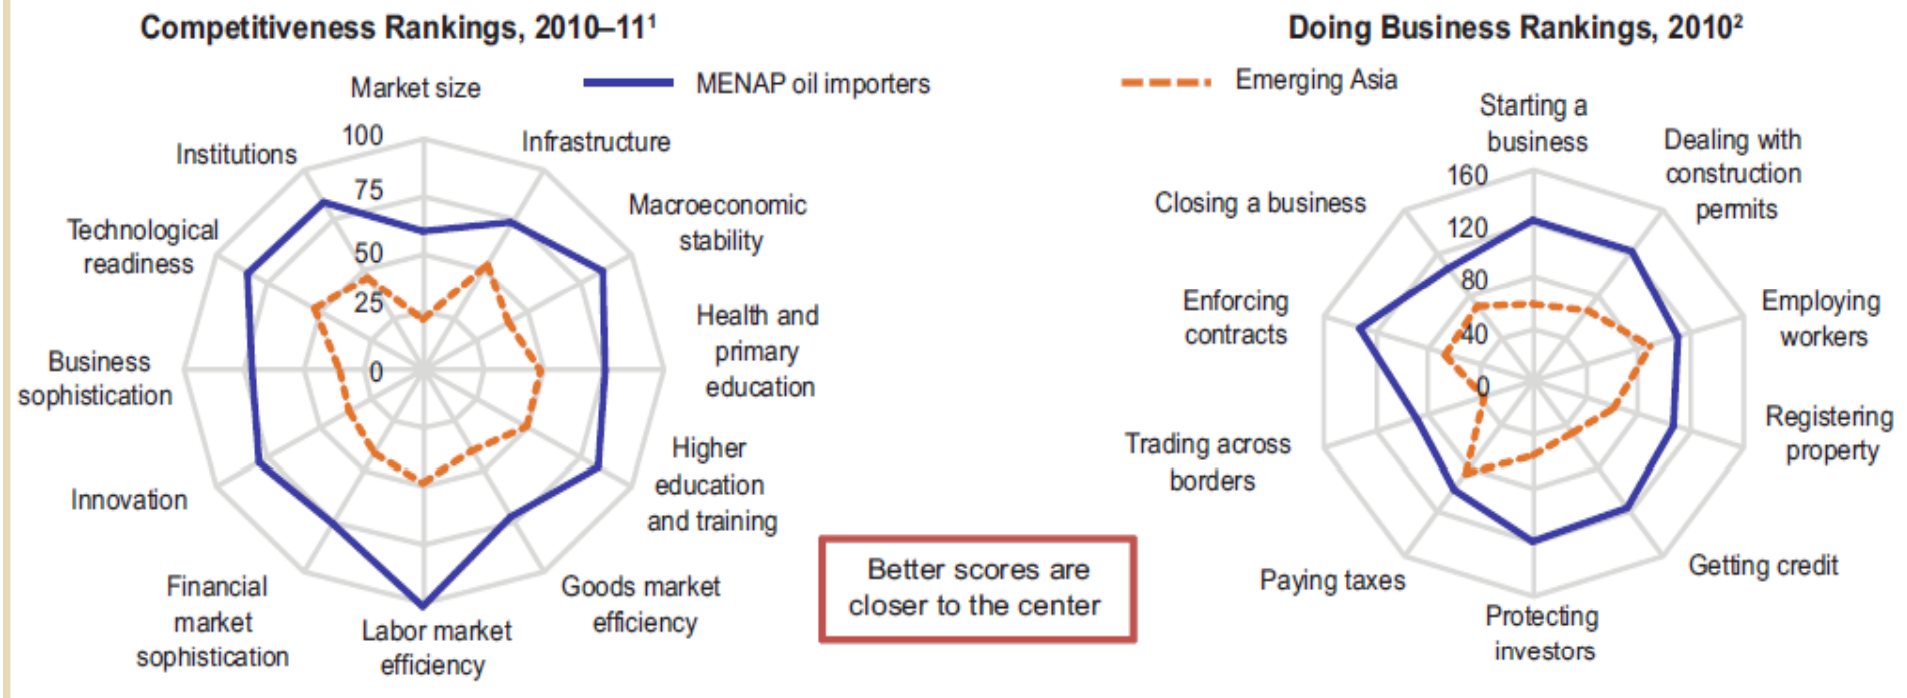 Competitiveness Rankings, 2010–11¹
Doing Business Rankings, 2010²
MENAP oil importers
Emerging Asia
Market size
Infrastructure
Macroeconomic
stability
Health and
primary
education
Higher
education
and training
Goods market
efficiency
Labor market
efficiency
Financial
market
sophistication
Innovation
Business
sophistication
Technological
readiness
Institutions
100
75
50
25
0
Better scores are
closer to the center
Starting a
business
Dealing with
construction
permits
Employing
workers
Registering
property
Getting credit
Protecting
investors
Paying taxes
Trading across
borders
Enforcing
contracts
Closing a business
160
120
80
40
0